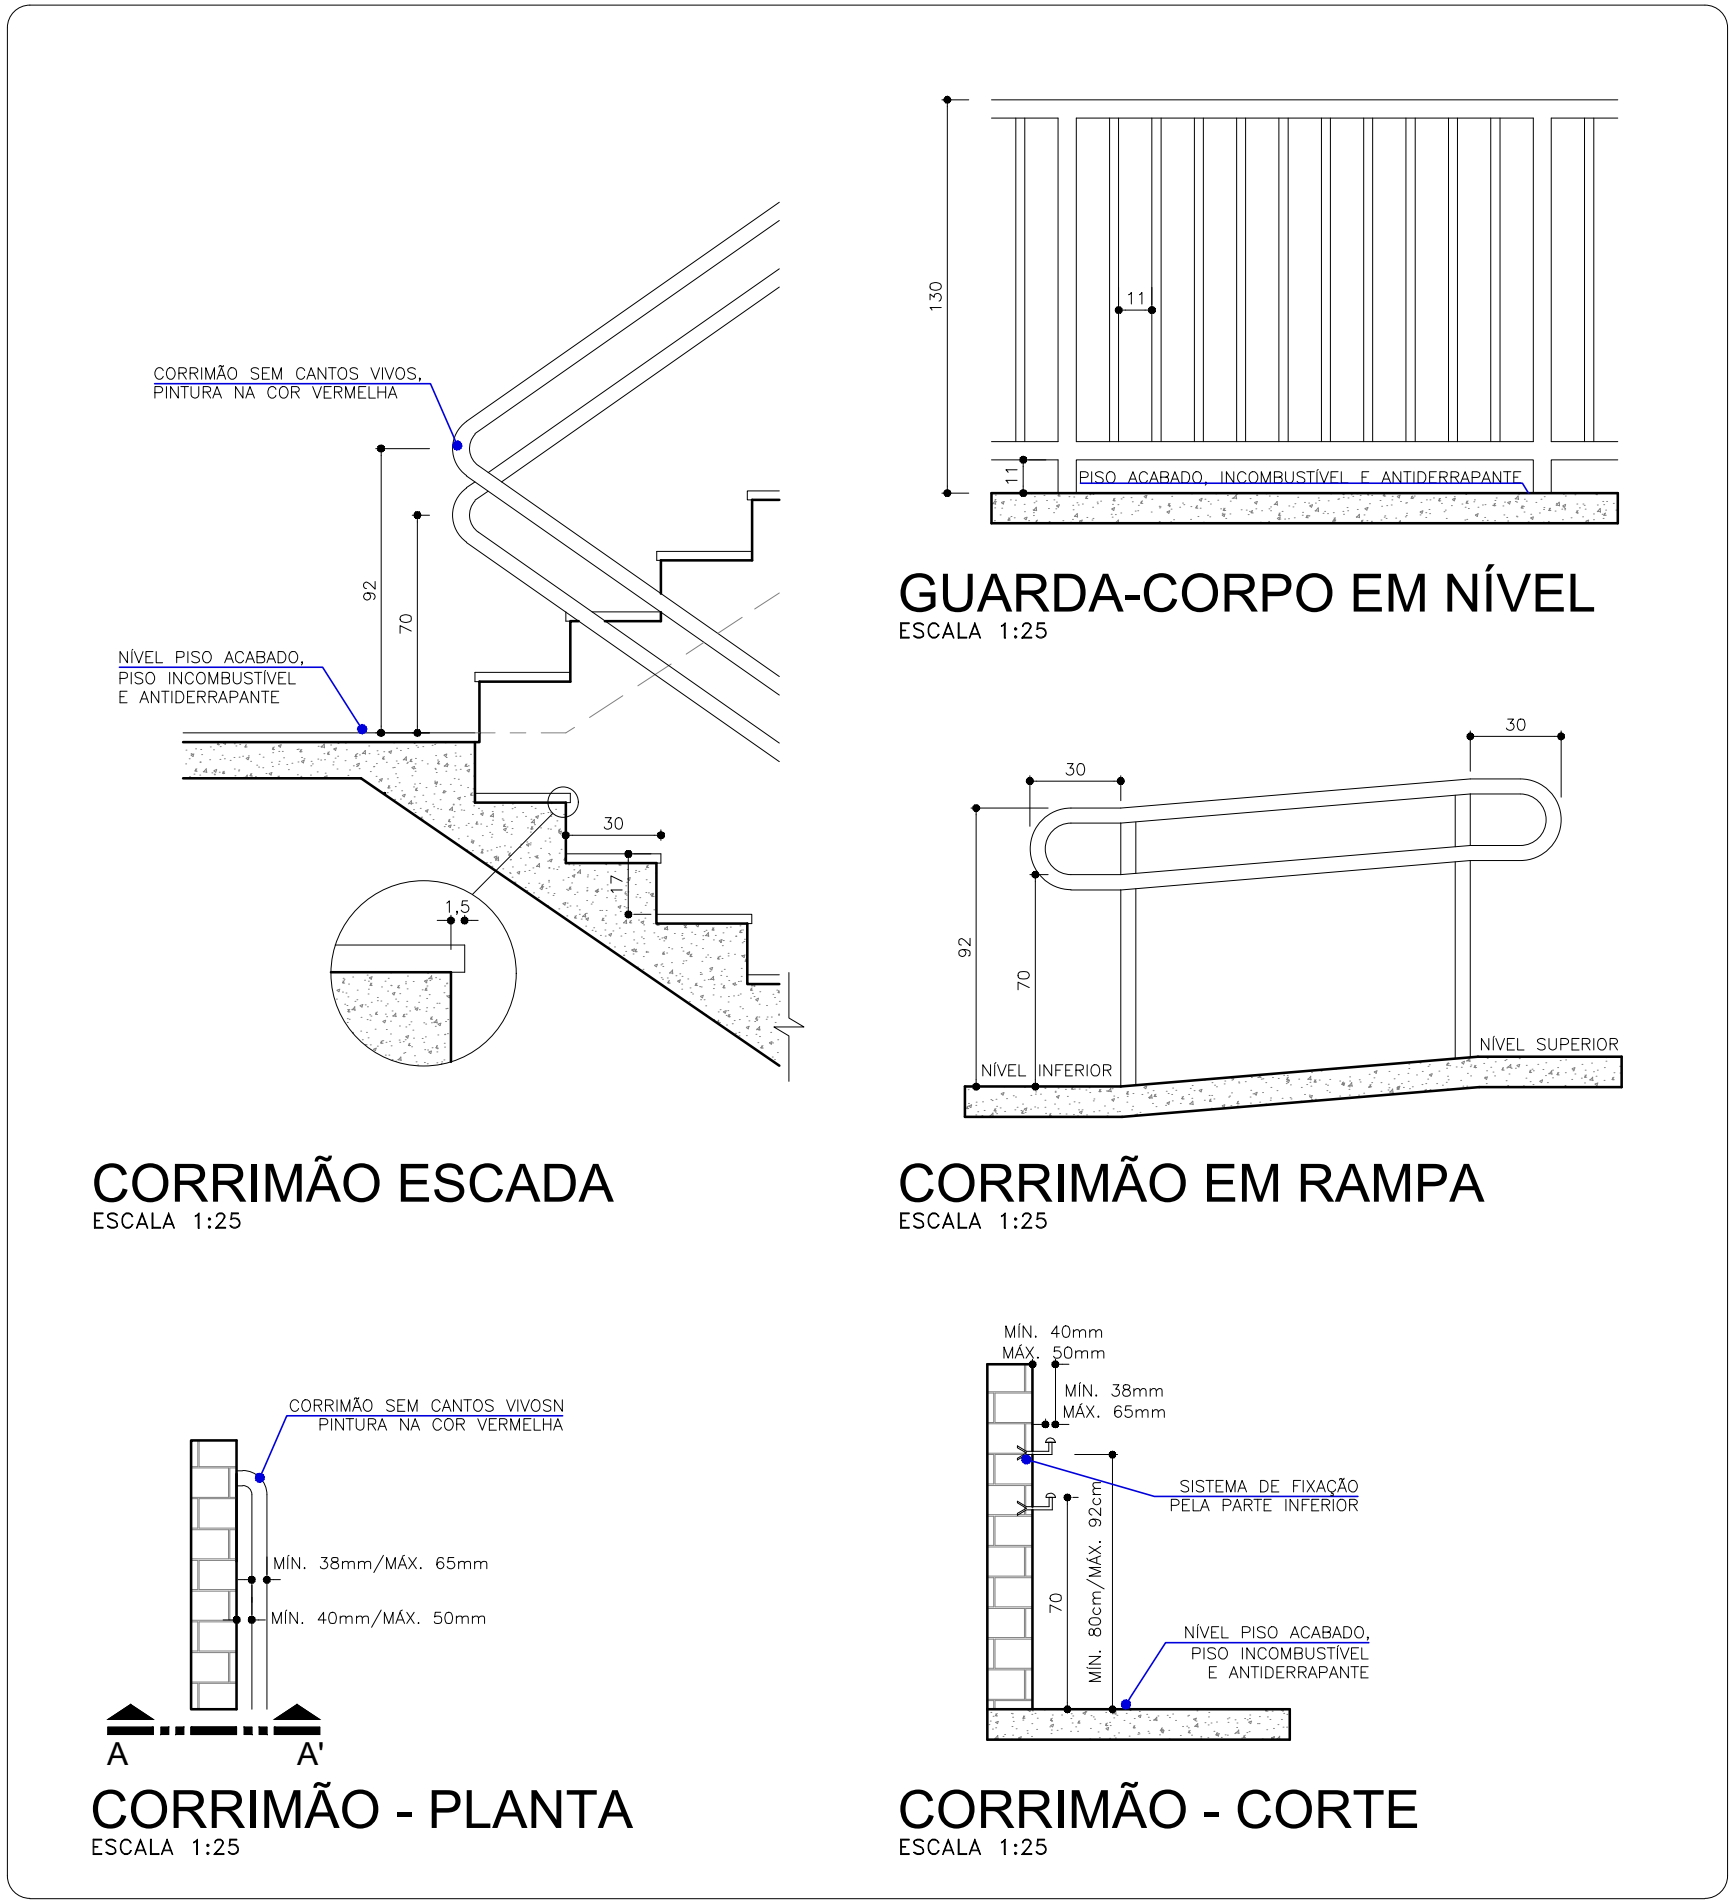 CORRIMÃO SEM CANTOS VIVOS,
PINTURA NA COR VERMELHA
92
70
NÍVEL PISO ACABADO,
PISO INCOMBUSTÍVEL
E ANTIDERRAPANTE
30
17
1,5
CORRIMÃO ESCADA
ESCALA 1:25
130
11
11
PISO ACABADO, INCOMBUSTÍVEL E ANTIDERRAPANTE
GUARDA-CORPO EM NÍVEL
ESCALA 1:25
30
30
92
70
NÍVEL INFERIOR
NÍVEL SUPERIOR
CORRIMÃO EM RAMPA
ESCALA 1:25
CORRIMÃO SEM CANTOS VIVOSN
PINTURA NA COR VERMELHA
MÍN. 38mm/MÁX. 65mm
MÍN. 40mm/MÁX. 50mm
A
A'
CORRIMÃO - PLANTA
ESCALA 1:25
MÍN. 40mm
MÁX. 50mm
MÍN. 38mm
MÁX. 65mm
SISTEMA DE FIXAÇÃO
PELA PARTE INFERIOR
70
MÍN. 80cm/MÁX. 92cm
NÍVEL PISO ACABADO,
PISO INCOMBUSTÍVEL
E ANTIDERRAPANTE
CORRIMÃO - CORTE
ESCALA 1:25